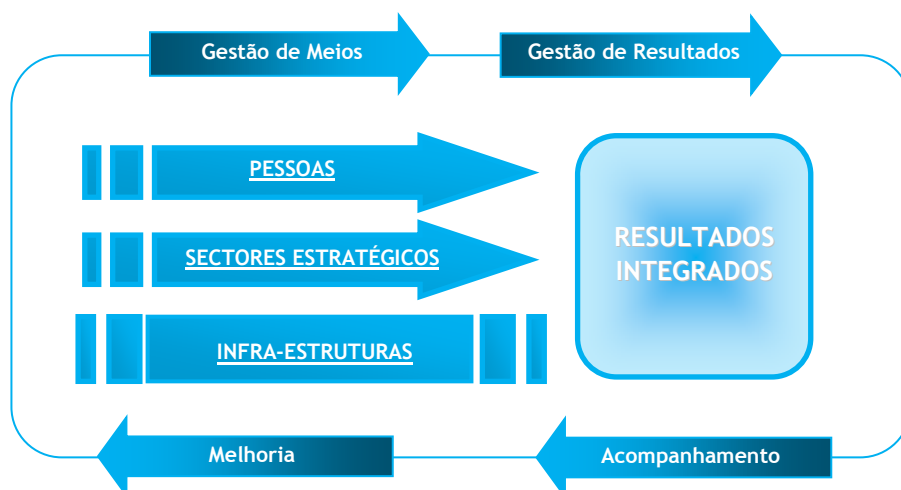 Gestão de Meios
Gestão de Resultados
PESSOAS
SECTORES ESTRATÉGICOS
INFRA-ESTRUTURAS
RESULTADOS
INTEGRADOS
Melhoria
Acompanhamento